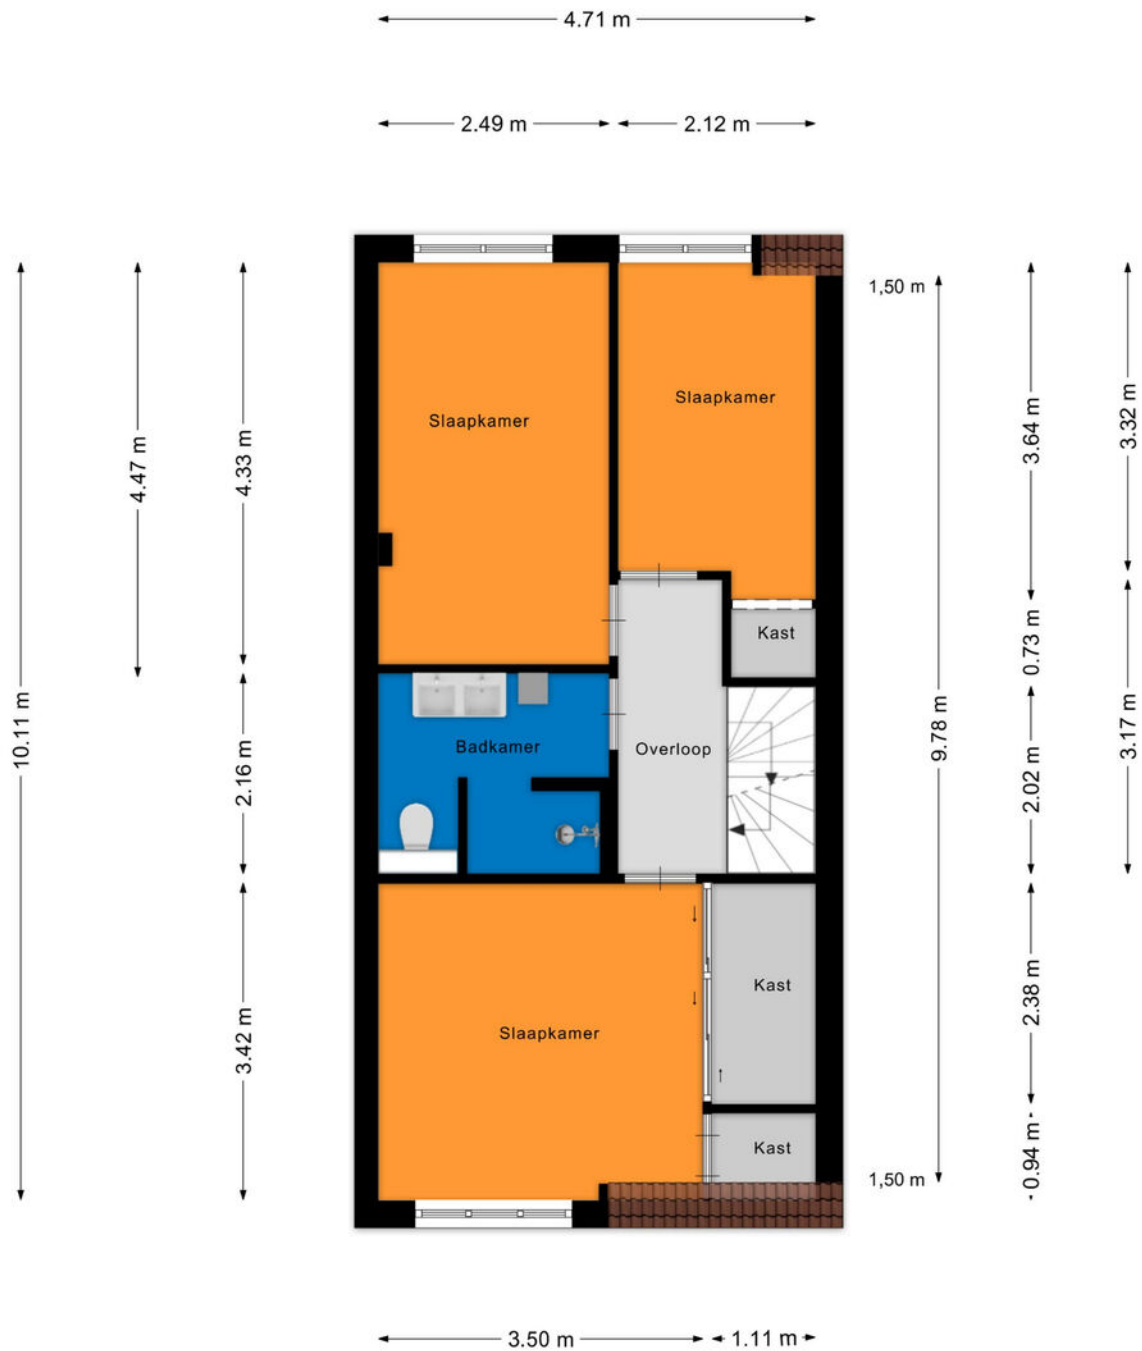 4.71 m
2.49 m
2.12 m
1,50 m
Slaapkamer
Slaapkamer
4.47 m
4.33 m
3.64 m
3.32 m
Kast
0.73 m
10.11 m
2.16 m
Badkamer
Overloop
9.78 m
2.02 m
3.17 m
3.42 m
Slaapkamer
Kast
2.38 m
Kast
0.94 m
1,50 m
3.50 m
1.11 m